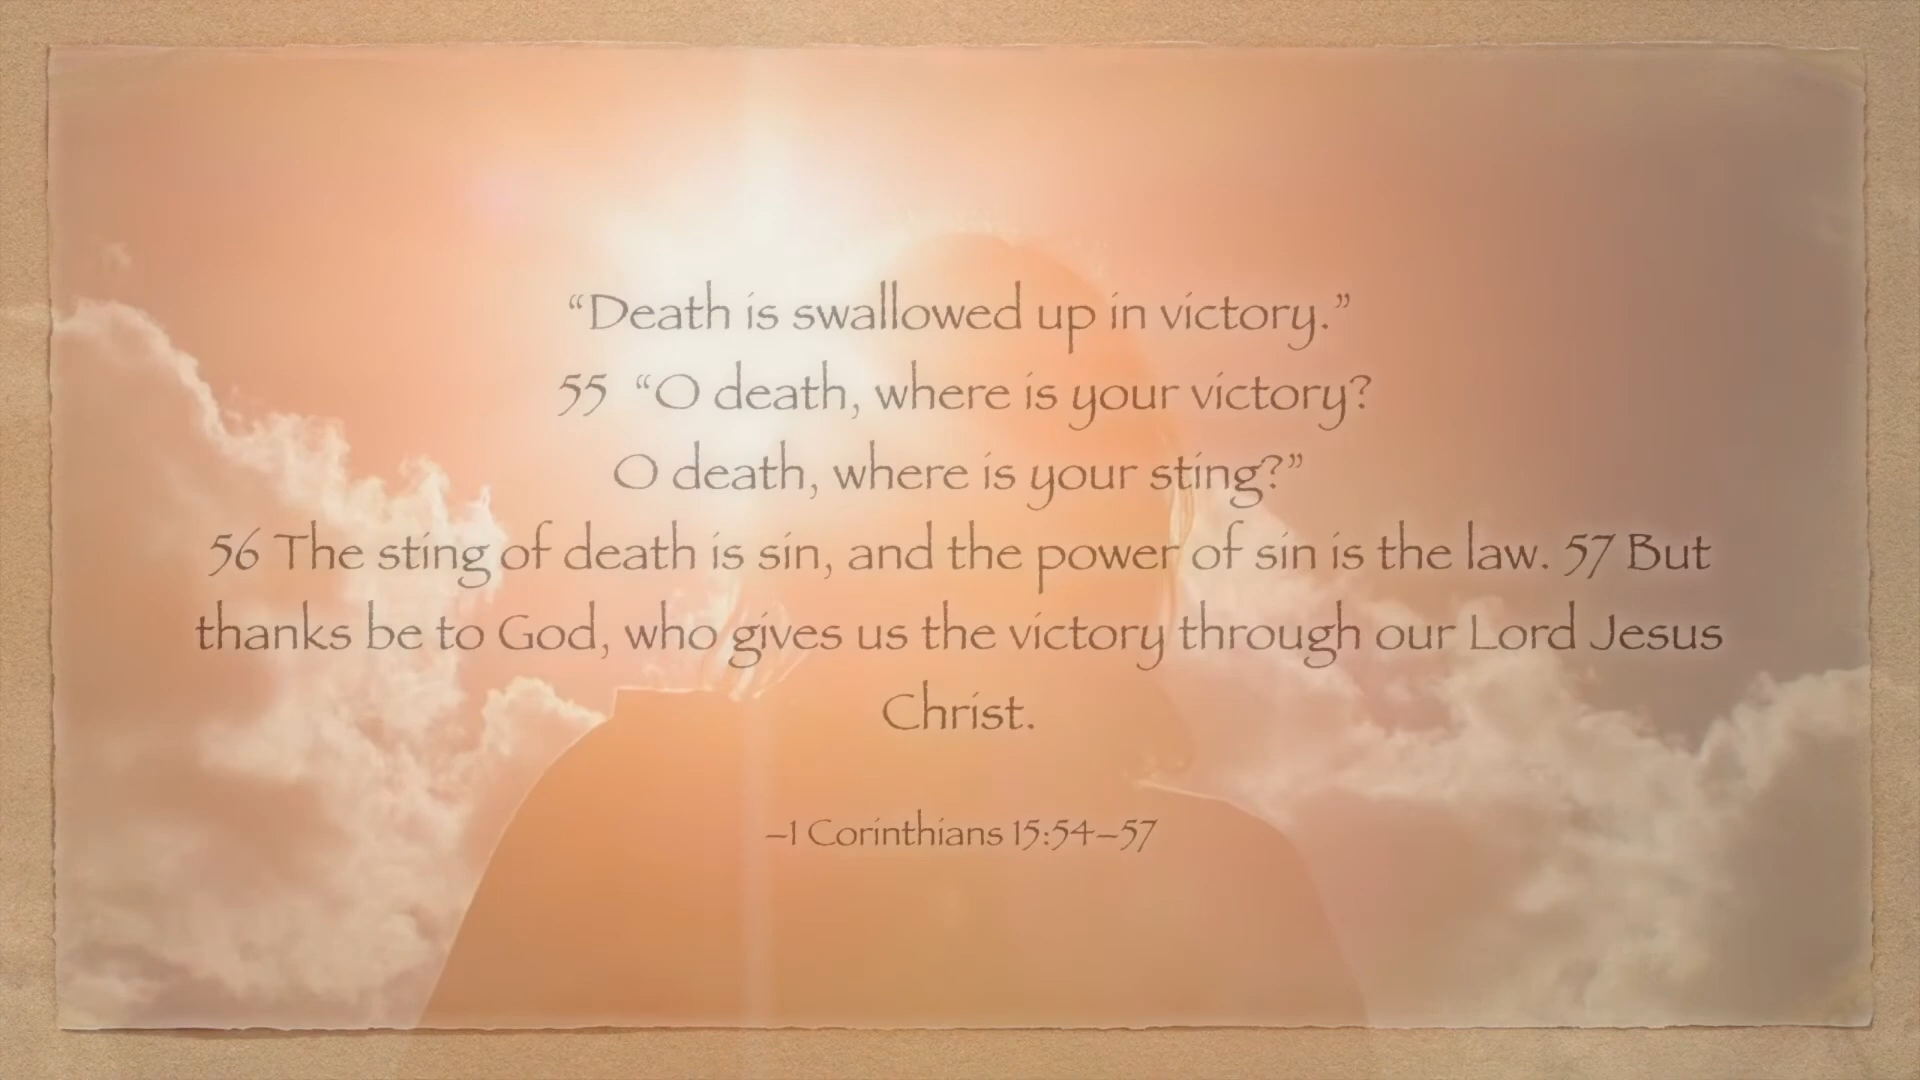 “Death is swallowed up in victory.”
55 “O death, where is your victory?
O death, where is your sting?”
56 The sting of death is sin, and the power of sin is the law. 57 But
thanks be to God, who gives us the victory through our Lord Jesus
Christ.
–1 Corinthians 15:54–57